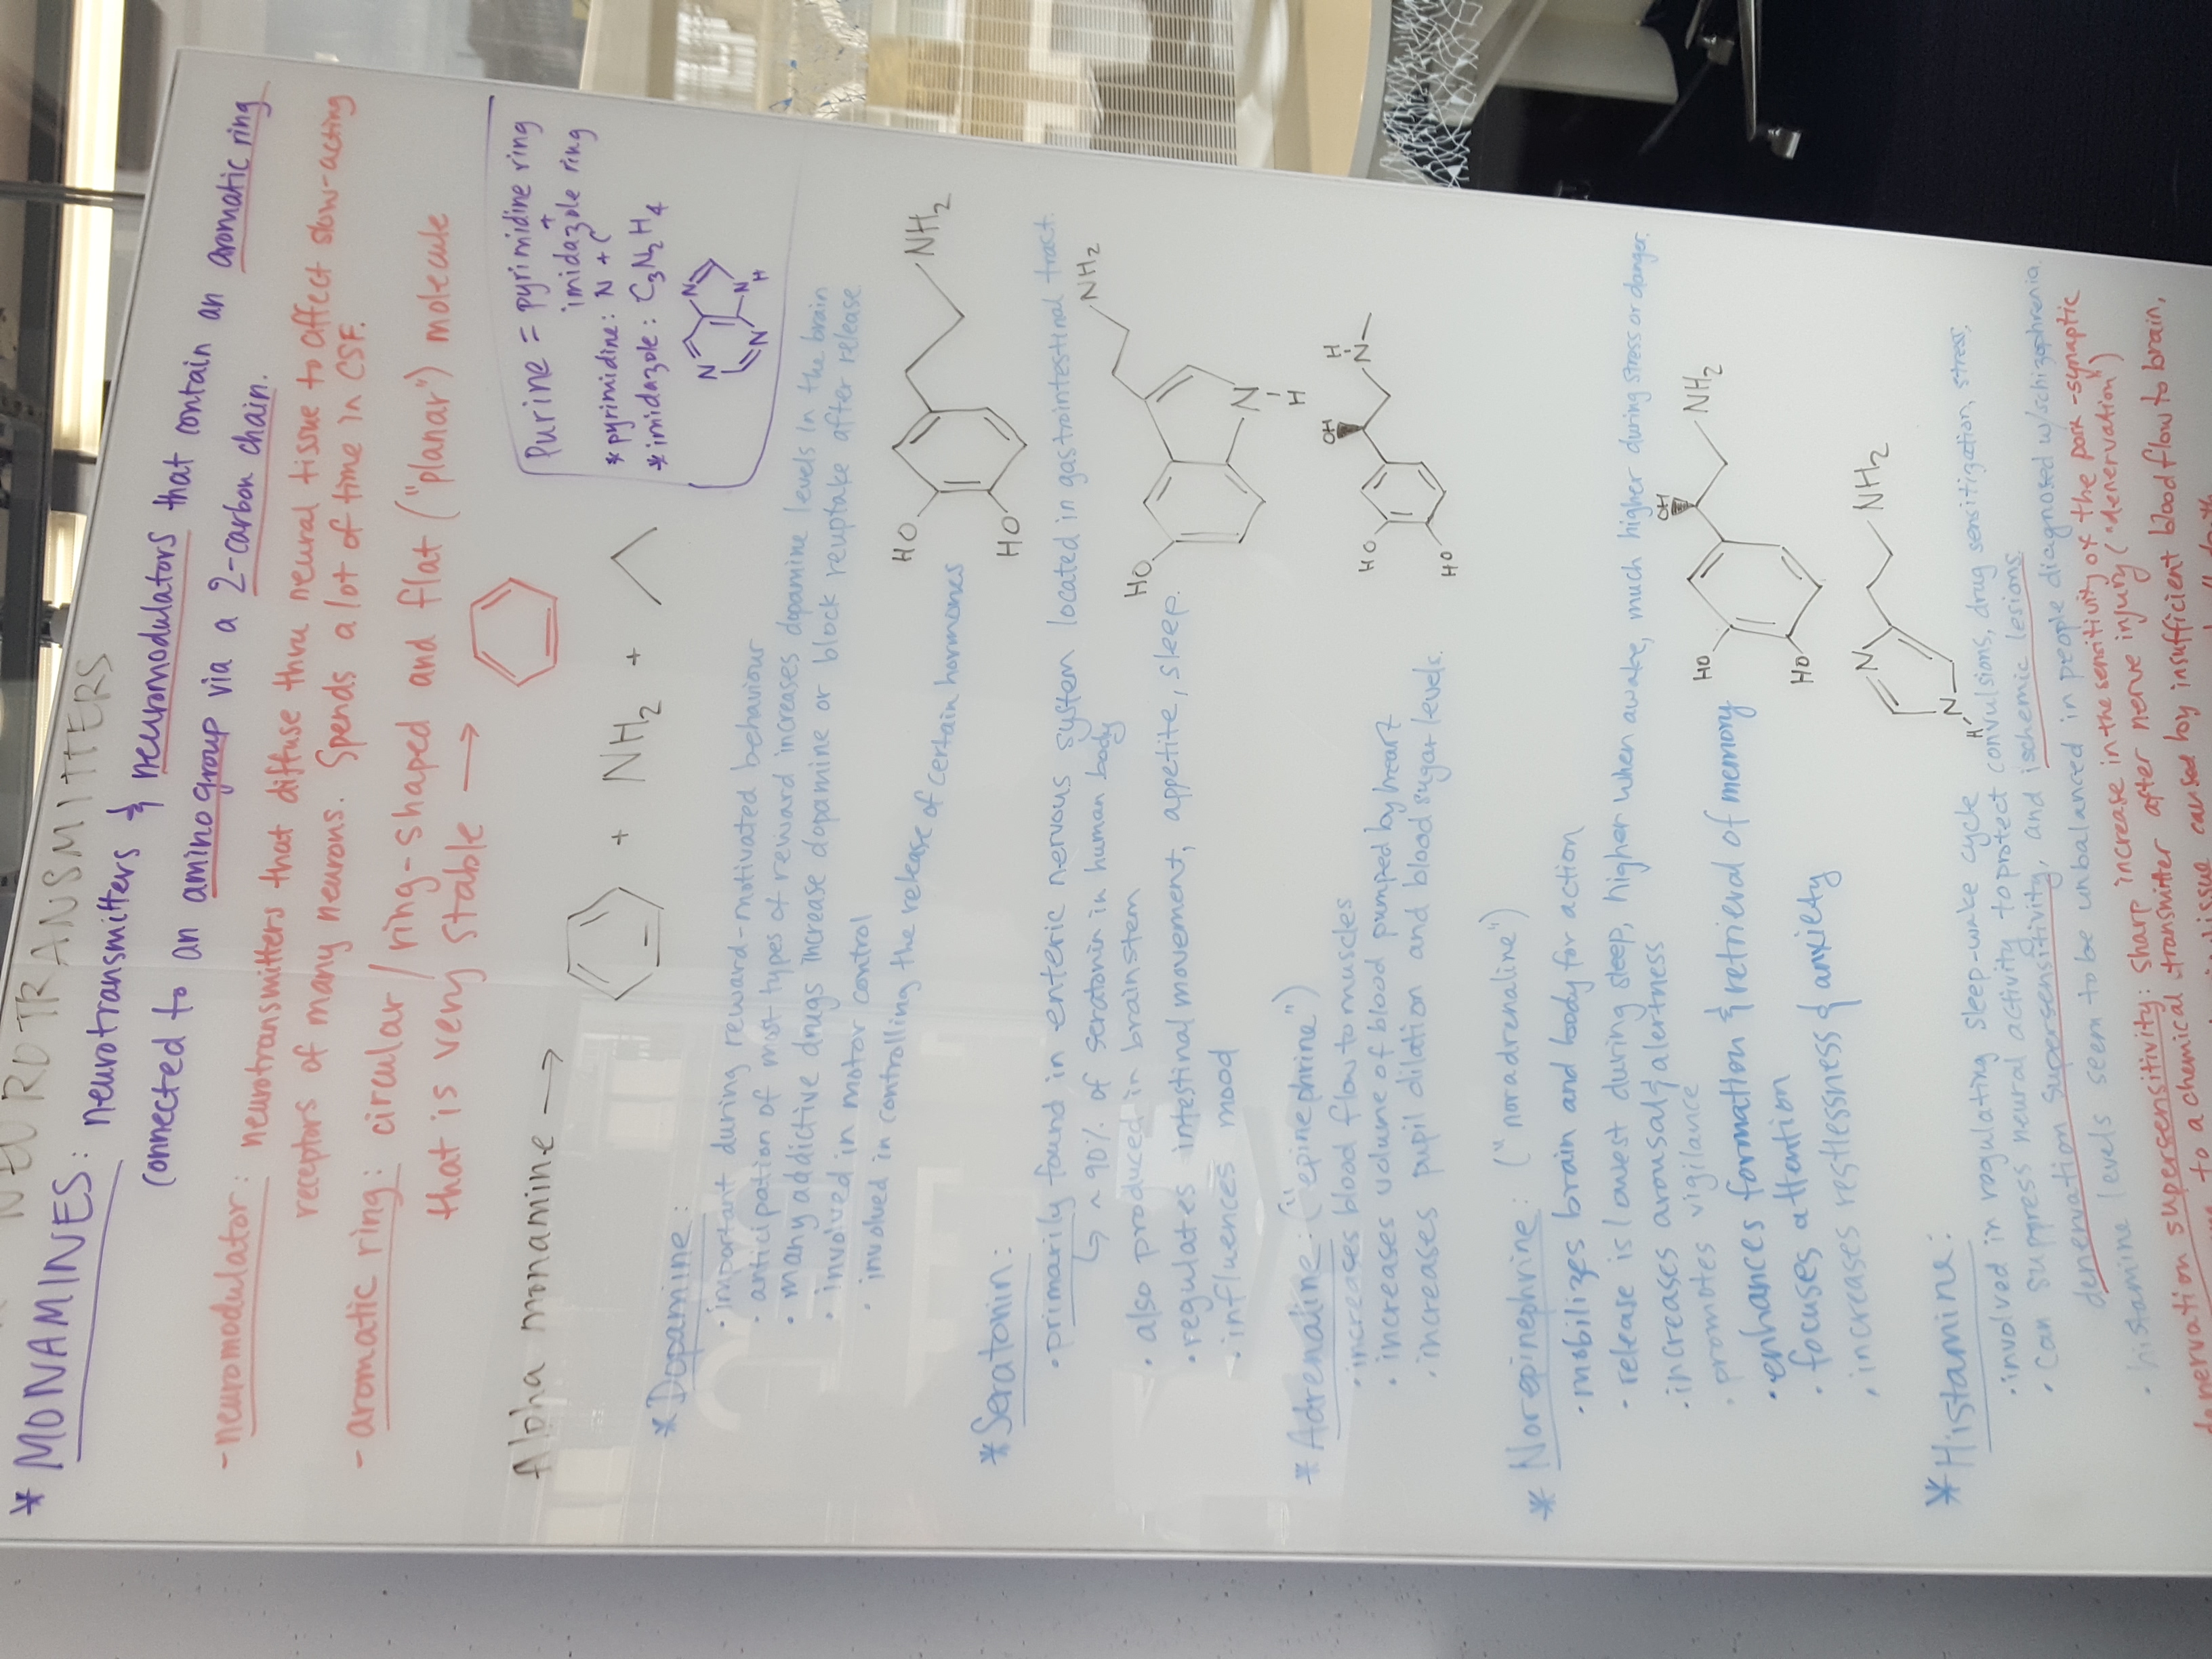 NEUROTRANSMITTERS
* MONAMINES: neurotransmitters & neuromodulators that contain an aromatic ring
connected to an amino group via a 2-carbon chain.
- neuromodulator: neurotransmitters that diffuse thru neural tissue to affect slow-acting
receptors of many neurons. Spends a lot of time in CSF.
- aromatic ring: circular / ring-shaped and flat ("planar") molecule
that is very stable →
Alpha monamine →
+ NH2 +
Purine = pyrimidine ring
+
imidazole ring
* pyrimidine: N + C
* imidazole: C3N2H4
N N
N N
H
* Dopamine:
· important during reward-motivated behaviour
· anticipation of most types of reward increases dopamine levels in the brain
· many addictive drugs increase dopamine or block reuptake after release
· involved in motor control
· involved in controlling the release of certain hormones
HO NH2
HO
* Seratonin:
· primarily found in enteric nervous system located in gastrointestinal tract.
↳ ~ 90% of seratonin in human body
· also produced in brainstem
· regulates intestinal movement, appetite, sleep.
· influences mood
NH2
HO
N
H
* Adrenaline: ("epinephrine")
· increases blood flow to muscles
· increases volume of blood pumped by heart
· increases pupil dilation and blood sugar levels.
OH H
HO N
HO
* Norepinephrine: ("noradrenaline")
· mobilizes brain and body for action
· release is lowest during sleep, higher when awake, much higher during stress or danger.
· increases arousal & alertness
· promotes vigilance
· enhances formation & retrieval of memory
· focuses attention
· increases restlessness & anxiety
OH
HO NH2
HO
N NH2
N
H
* Histamine:
· involved in regulating sleep-wake cycle
· Can suppress neural activity to protect convulsions, drug sensitization, stress,
denervation supersensitivity, and ischemic lesions.
· histamine levels seem to be unbalanced in people diagnosed w/schizophrenia.
denervation supersensitivity: sharp increase in the sensitivity of the -synaptic
to a chemical transmitter after nerve injury ("denervation")
tissue caused by insufficient blood flow to brain,